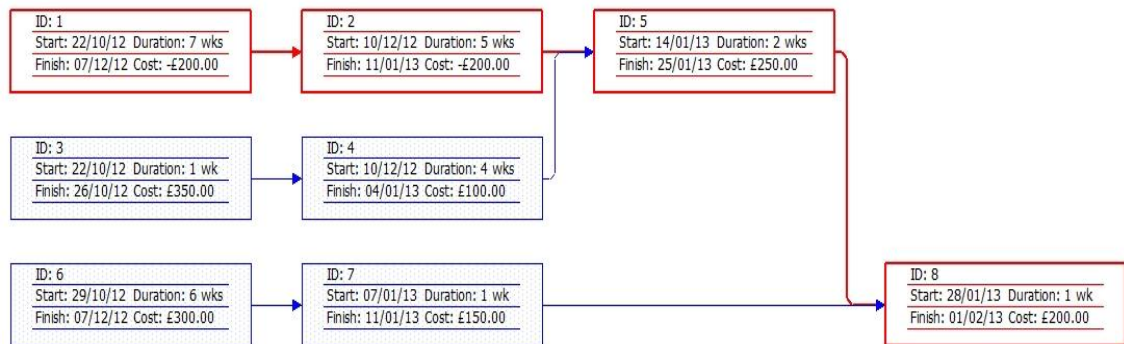 ID: 1
Start: 22/10/12 Duration: 7 wks
Finish: 07/12/12 Cost: -£200.00
ID: 2
Start: 10/12/12 Duration: 5 wks
Finish: 11/01/13 Cost: -£200.00
ID: 5
Start: 14/01/13 Duration: 2 wks
Finish: 25/01/13 Cost: £250.00
ID: 3
Start: 22/10/12 Duration: 1 wk
Finish: 26/10/12 Cost: £350.00
ID: 4
Start: 10/12/12 Duration: 4 wks
Finish: 04/01/13 Cost: £100.00
ID: 6
Start: 29/10/12 Duration: 6 wks
Finish: 07/12/12 Cost: £300.00
ID: 7
Start: 07/01/13 Duration: 1 wk
Finish: 11/01/13 Cost: £150.00
ID: 8
Start: 28/01/13 Duration: 1 wk
Finish: 01/02/13 Cost: £200.00